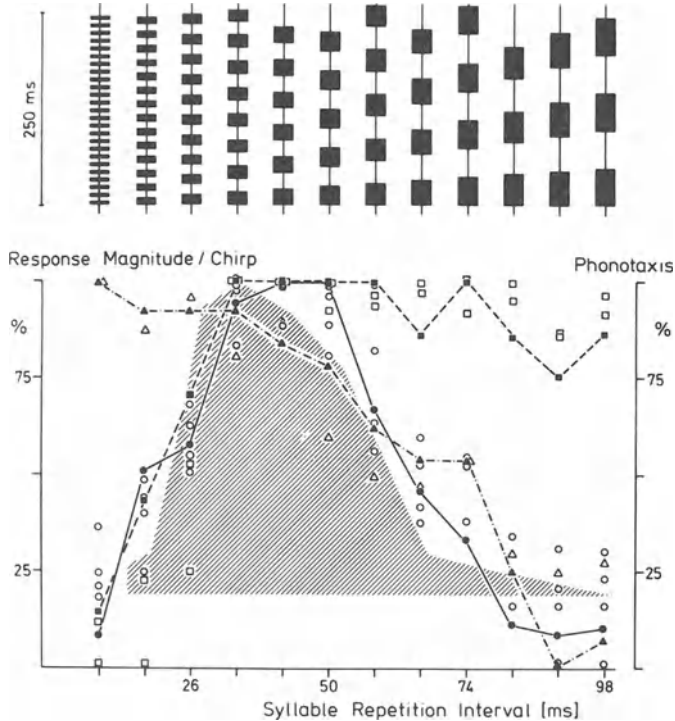 250 ms
Response Magnitude / Chirp
Phonotaxis
%
%
75
75
25
25
26
50
74
98
Syllable Repetition Interval [ms]